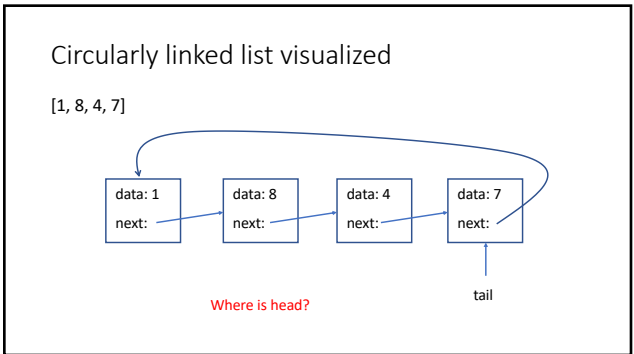 Circularly linked list visualized
[1, 8, 4, 7]
data: 1
next:
data: 8
next:
data: 4
next:
data: 7
next:
tail
Where is head?